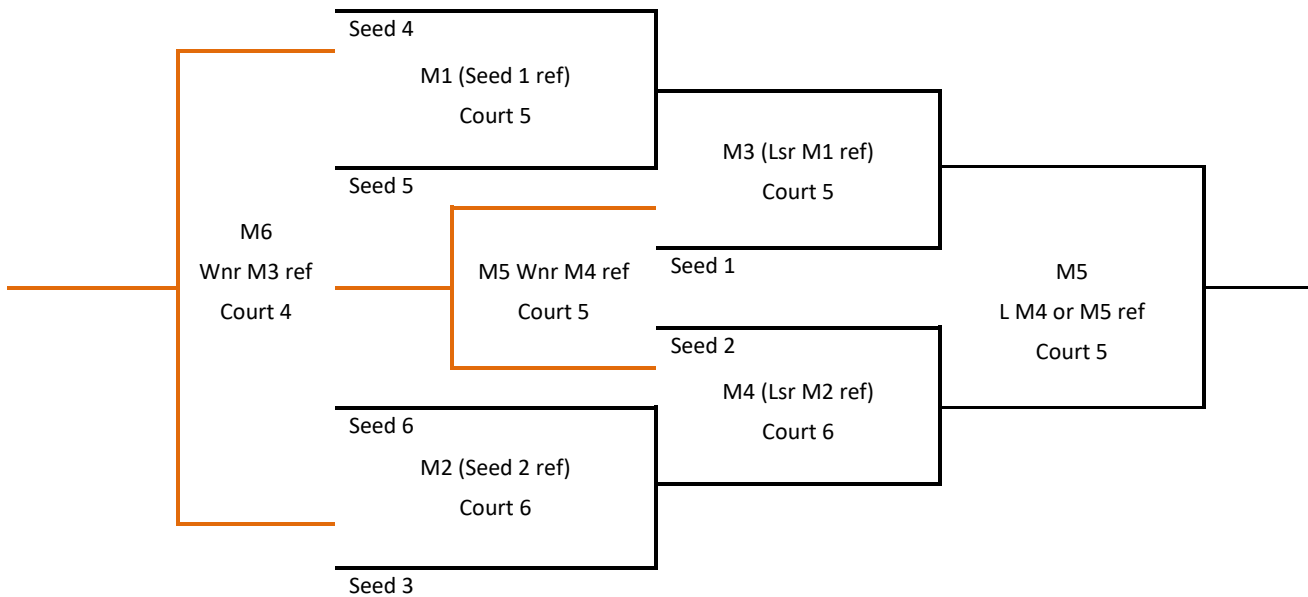 Seed 4
M1 (Seed 1 ref)
Court 5
Seed 5
M3 (Lsr M1 ref)
Court 5
Seed 1
M6
Wnr M3 ref
Court 4
M5 Wnr M4 ref
Court 5
M5
L M4 or M5 ref
Court 5
Seed 2
M4 (Lsr M2 ref)
Court 6
Seed 6
M2 (Seed 2 ref)
Court 6
Seed 3